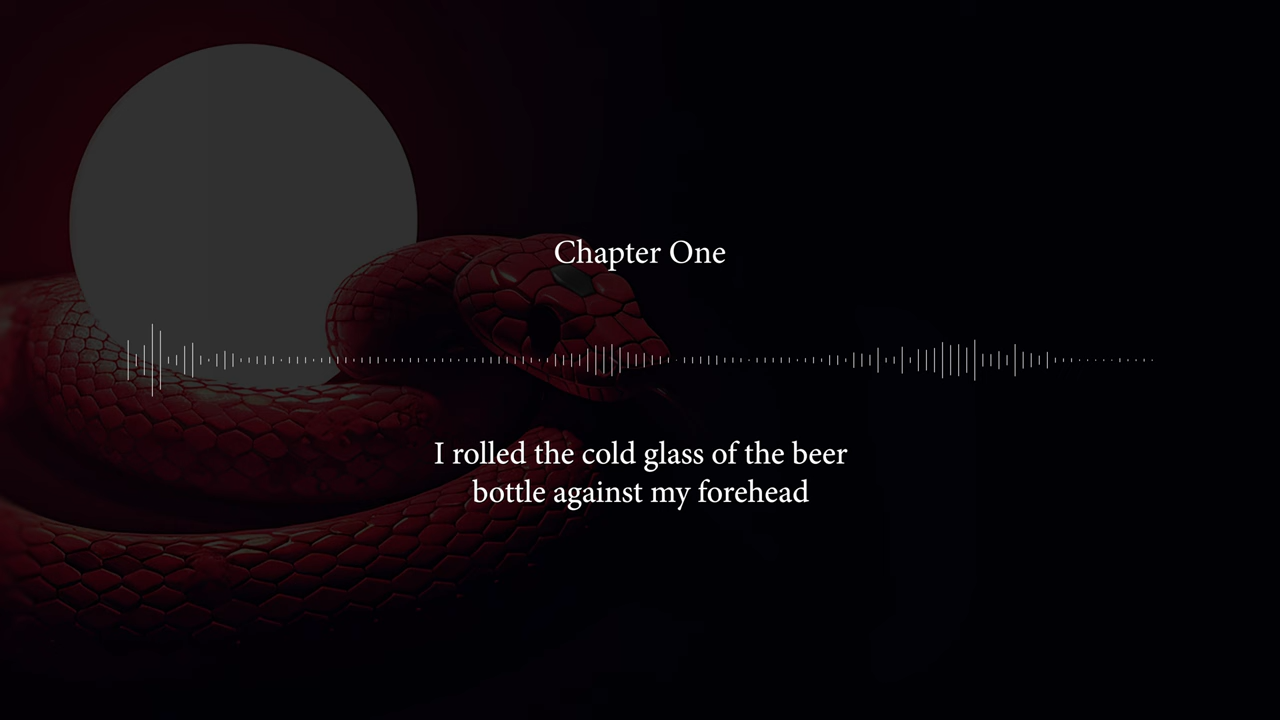 Chapter One
I rolled the cold glass of the beer
bottle against my forehead